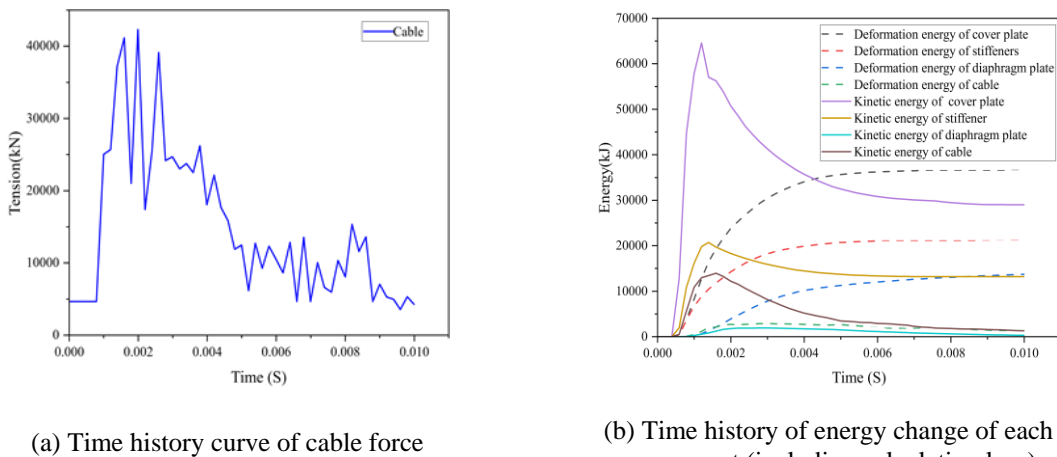 Cable
40000
30000
20000
10000
0
Tension(kN)
0.000 0.002 0.004 0.006 0.008 0.010
Time (S)
(a) Time history curve of cable force
70000
60000
50000
40000
30000
20000
10000
0
Energy(kJ)
Deformation energy of cover plate
Deformation energy of stiffeners
Deformation energy of diaphragm plate
Deformation energy of cable
Kinetic energy of cover plate
Kinetic energy of stiffener
Kinetic energy of diaphragm plate
Kinetic energy of cable
0.000 0.002 0.004 0.006 0.008 0.010
Time (S)
(b) Time history of energy change of each